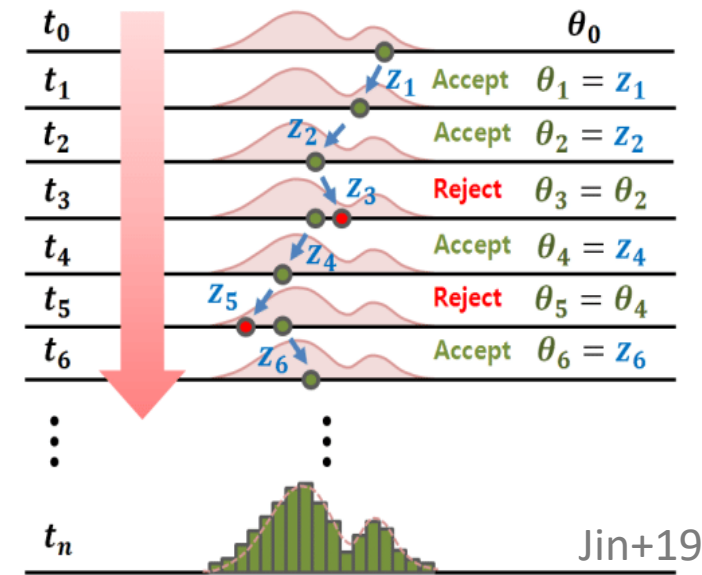 t₀ θ₀
t₁ z₁ Accept θ₁ = z₁
t₂ z₂ Accept θ₂ = z₂
t₃ z₃ Reject θ₃ = θ₂
t₄ z₄ Accept θ₄ = z₄
t₅ z₅ Reject θ₅ = θ₄
t₆ z₆ Accept θ₆ = z₆
⋮ ⋮
tₙ Jin+19